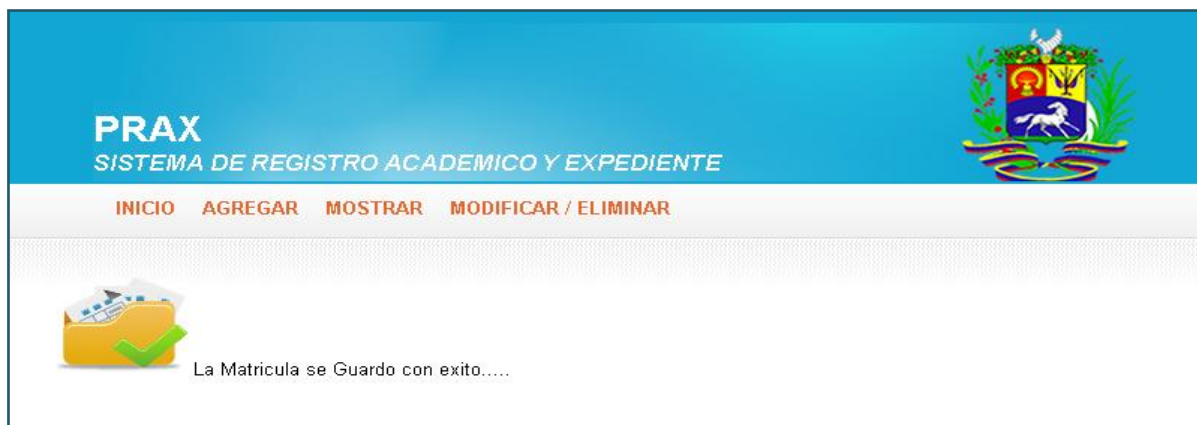 PRAX
SISTEMA DE REGISTRO ACADEMICO Y EXPEDIENTE
INICIO AGREGAR MOSTRAR MODIFICAR / ELIMINAR
La Matricula se Guardo con exito.....